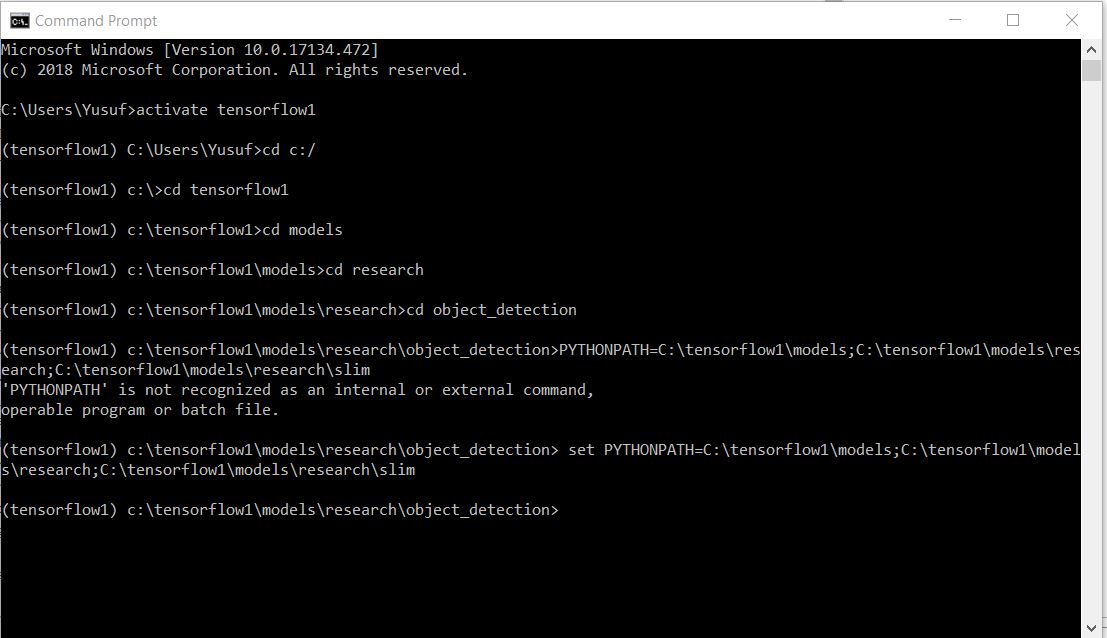 Command Prompt
Microsoft Windows [Version 10.0.17134.472]
(c) 2018 Microsoft Corporation. All rights reserved.
C:\Users\Yusuf>activate tensorflow1
(tensorflow1) C:\Users\Yusuf>cd c:/
(tensorflow1) c:\>cd tensorflow1
(tensorflow1) c:\tensorflow1>cd models
(tensorflow1) c:\tensorflow1\models>cd research
(tensorflow1) c:\tensorflow1\models\research>cd object_detection
(tensorflow1) c:\tensorflow1\models\research\object_detection>PYTHONPATH=C:\tensorflow1\models;C:\tensorflow1\models\res
earch;C:\tensorflow1\models\research\slim
'PYTHONPATH' is not recognized as an internal or external command,
operable program or batch file.
(tensorflow1) c:\tensorflow1\models\research\object_detection> set PYTHONPATH=C:\tensorflow1\models;C:\tensorflow1\model
s\research;C:\tensorflow1\models\research\slim
(tensorflow1) c:\tensorflow1\models\research\object_detection>